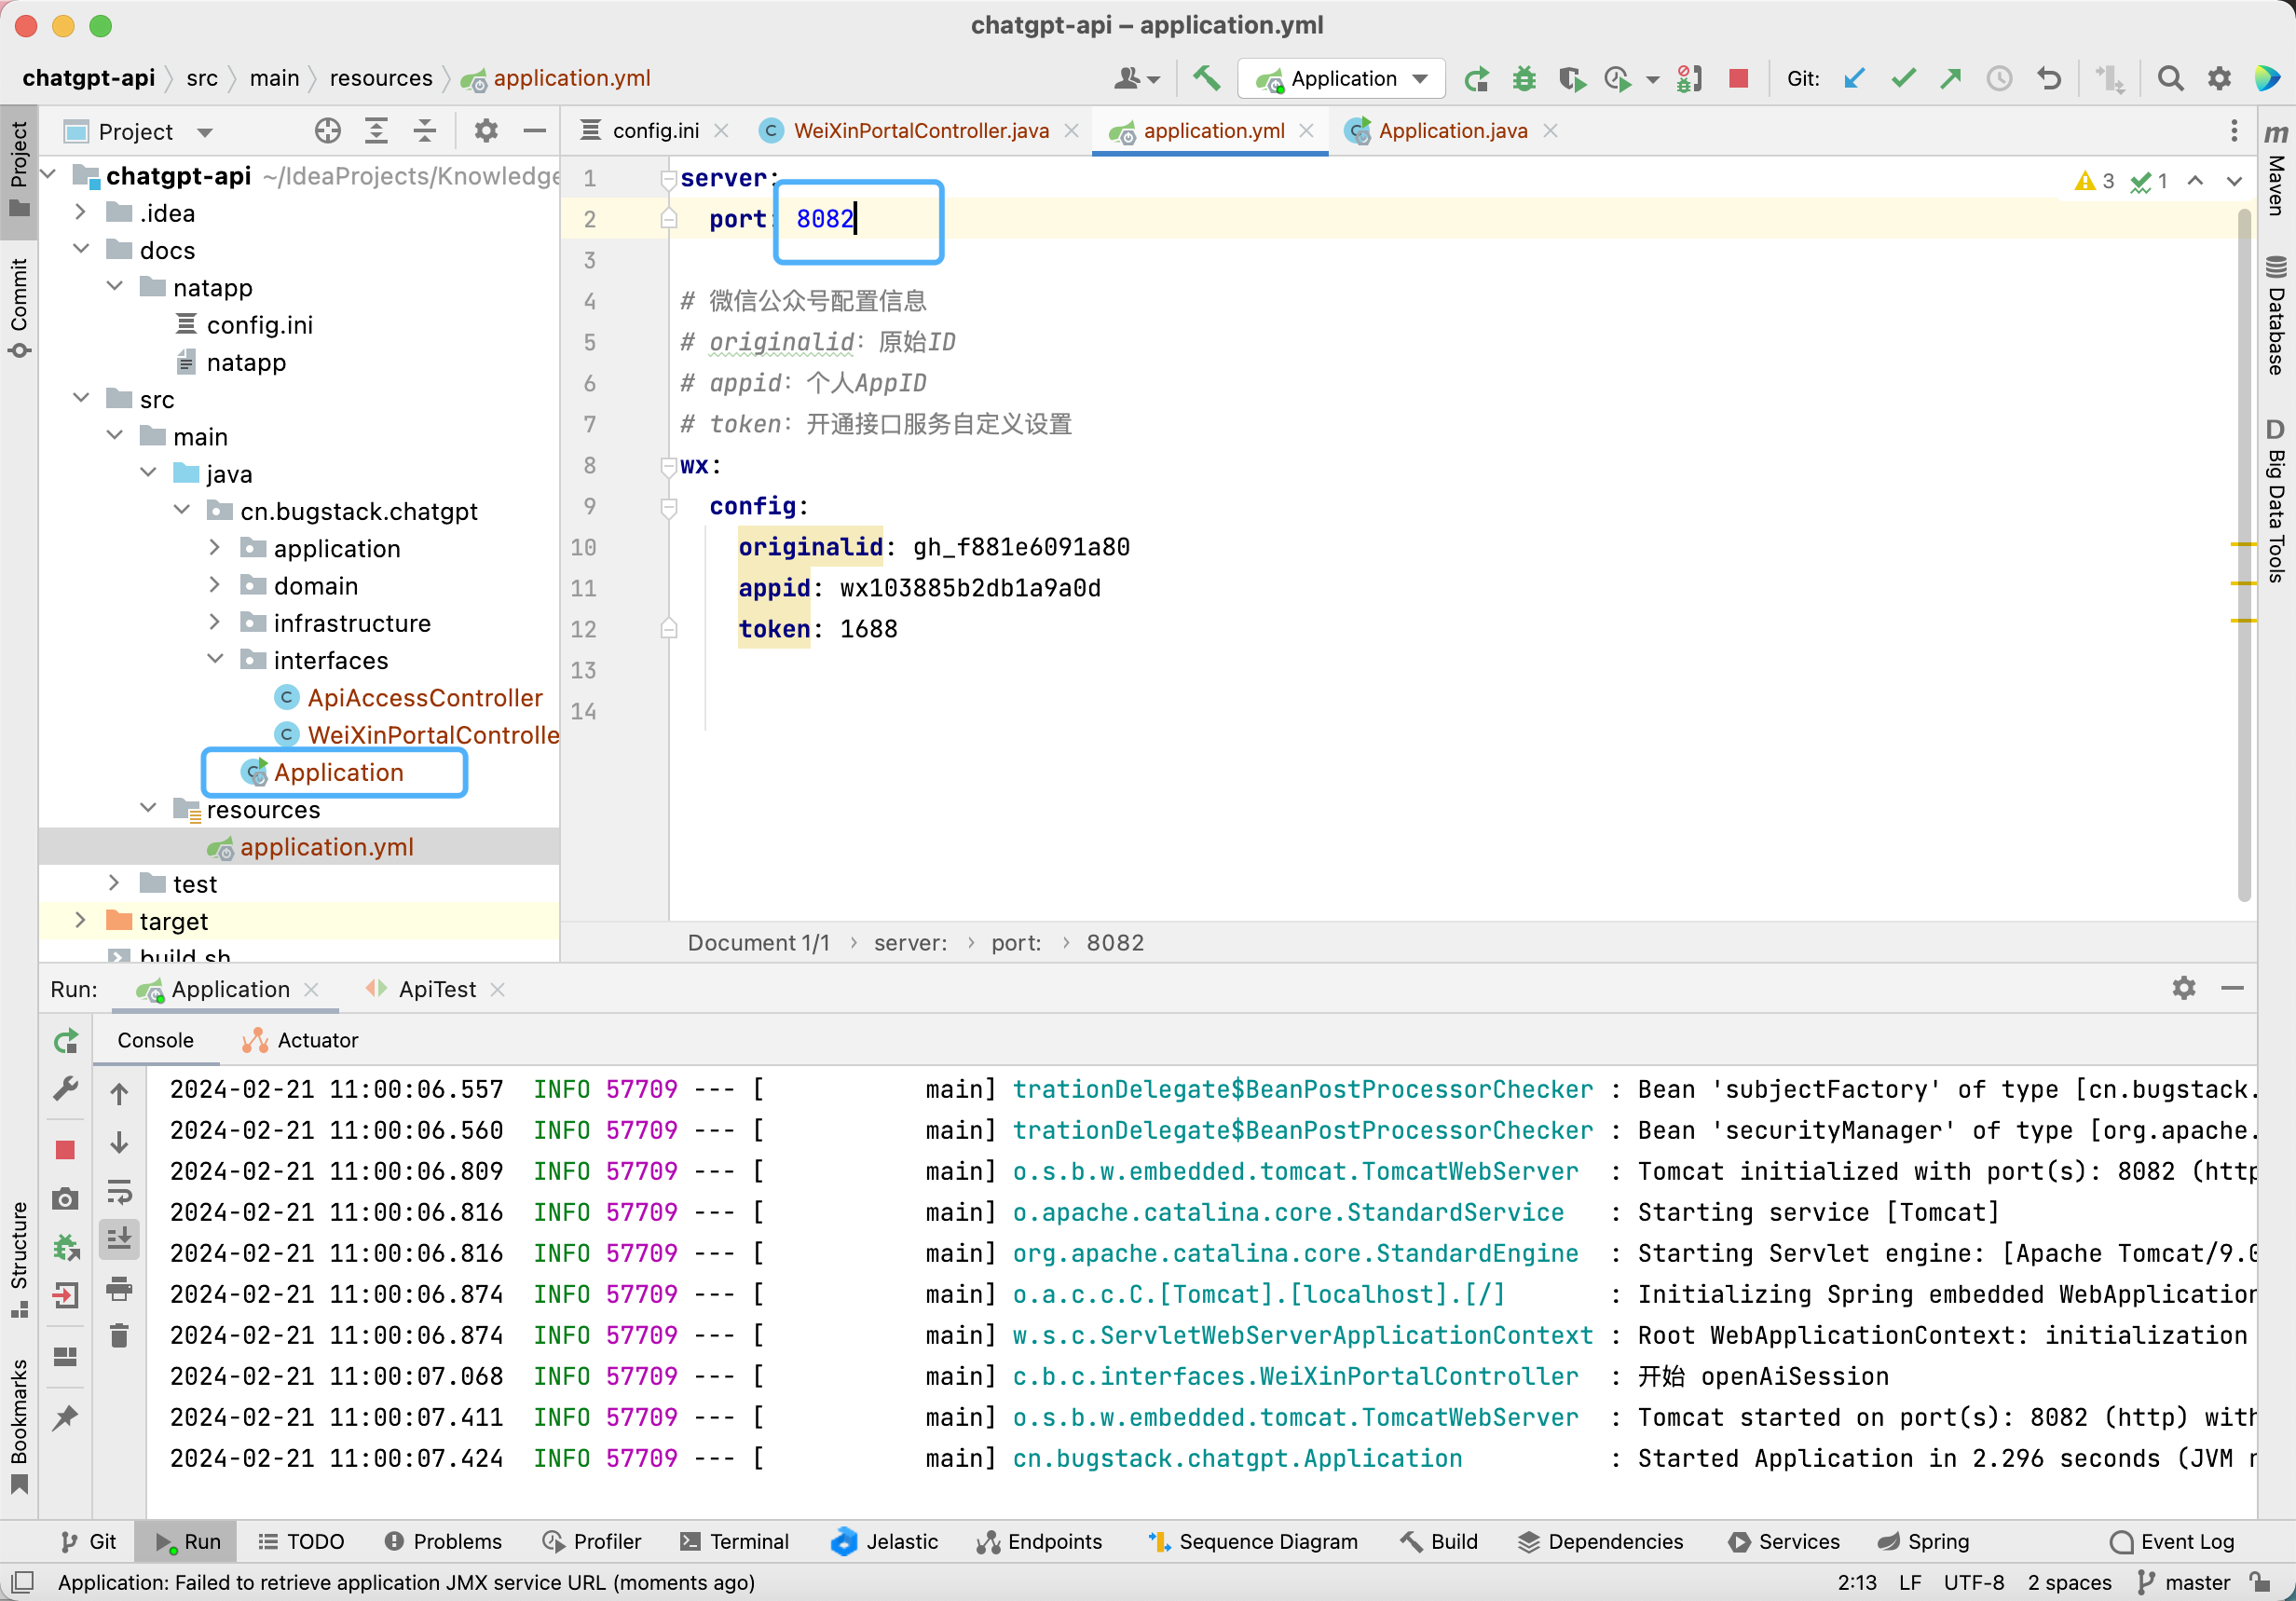 chatgpt-api – application.yml
chatgpt-api src main resources application.yml
Application
Git:
Project
config.ini
WeiXinPortalController.java
application.yml
Application.java
Project
Commit
Structure
Bookmarks
chatgpt-api ~/IdeaProjects/Knowledge
.idea
docs
natapp
config.ini
natapp
src
main
java
cn.bugstack.chatgpt
application
domain
infrastructure
interfaces
ApiAccessController
WeiXinPortalControlle
Application
resources
application.yml
test
target
build.sh
1 server:
2 port: 8082
3
4 # 微信公众号配置信息
5 # originalid：原始ID
6 # appid：个人AppID
7 # token：开通接口服务自定义设置
8 wx:
9 config:
10 originalid: gh_f881e6091a80
11 appid: wx103885b2db1a9a0d
12 token: 1688
13
14
3 1
Maven
Database
D Big Data Tools
Document 1/1 › server: › port: › 8082
Run: Application ApiTest
Console Actuator
2024-02-21 11:00:06.557 INFO 57709 --- [ main] trationDelegate$BeanPostProcessorChecker : Bean 'subjectFactory' of type [cn.bugstack.
2024-02-21 11:00:06.560 INFO 57709 --- [ main] trationDelegate$BeanPostProcessorChecker : Bean 'securityManager' of type [org.apache.
2024-02-21 11:00:06.809 INFO 57709 --- [ main] o.s.b.w.embedded.tomcat.TomcatWebServer : Tomcat initialized with port(s): 8082 (http
2024-02-21 11:00:06.816 INFO 57709 --- [ main] o.apache.catalina.core.StandardService : Starting service [Tomcat]
2024-02-21 11:00:06.816 INFO 57709 --- [ main] org.apache.catalina.core.StandardEngine : Starting Servlet engine: [Apache Tomcat/9.0
2024-02-21 11:00:06.874 INFO 57709 --- [ main] o.a.c.c.C.[Tomcat].[localhost].[/] : Initializing Spring embedded WebApplication
2024-02-21 11:00:06.874 INFO 57709 --- [ main] w.s.c.ServletWebServerApplicationContext : Root WebApplicationContext: initialization
2024-02-21 11:00:07.068 INFO 57709 --- [ main] c.b.c.interfaces.WeiXinPortalController : 开始 openAiSession
2024-02-21 11:00:07.411 INFO 57709 --- [ main] o.s.b.w.embedded.tomcat.TomcatWebServer : Tomcat started on port(s): 8082 (http) with
2024-02-21 11:00:07.424 INFO 57709 --- [ main] cn.bugstack.chatgpt.Application : Started Application in 2.296 seconds (JVM r
Git Run TODO Problems Profiler Terminal Jelastic Endpoints Sequence Diagram Build Dependencies Services Spring Event Log
Application: Failed to retrieve application JMX service URL (moments ago)
2:13 LF UTF-8 2 spaces master